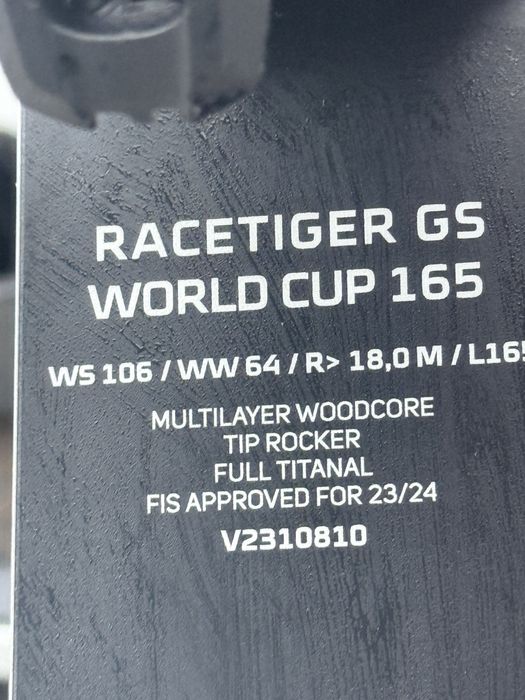 RACETIGER GS
WORLD CUP 165
WS 106 / WW 64 / R> 18,0 M / L165
MULTILAYER WOODCORE
TIP ROCKER
FULL TITANAL
FIS APPROVED FOR 23/24
V2310810